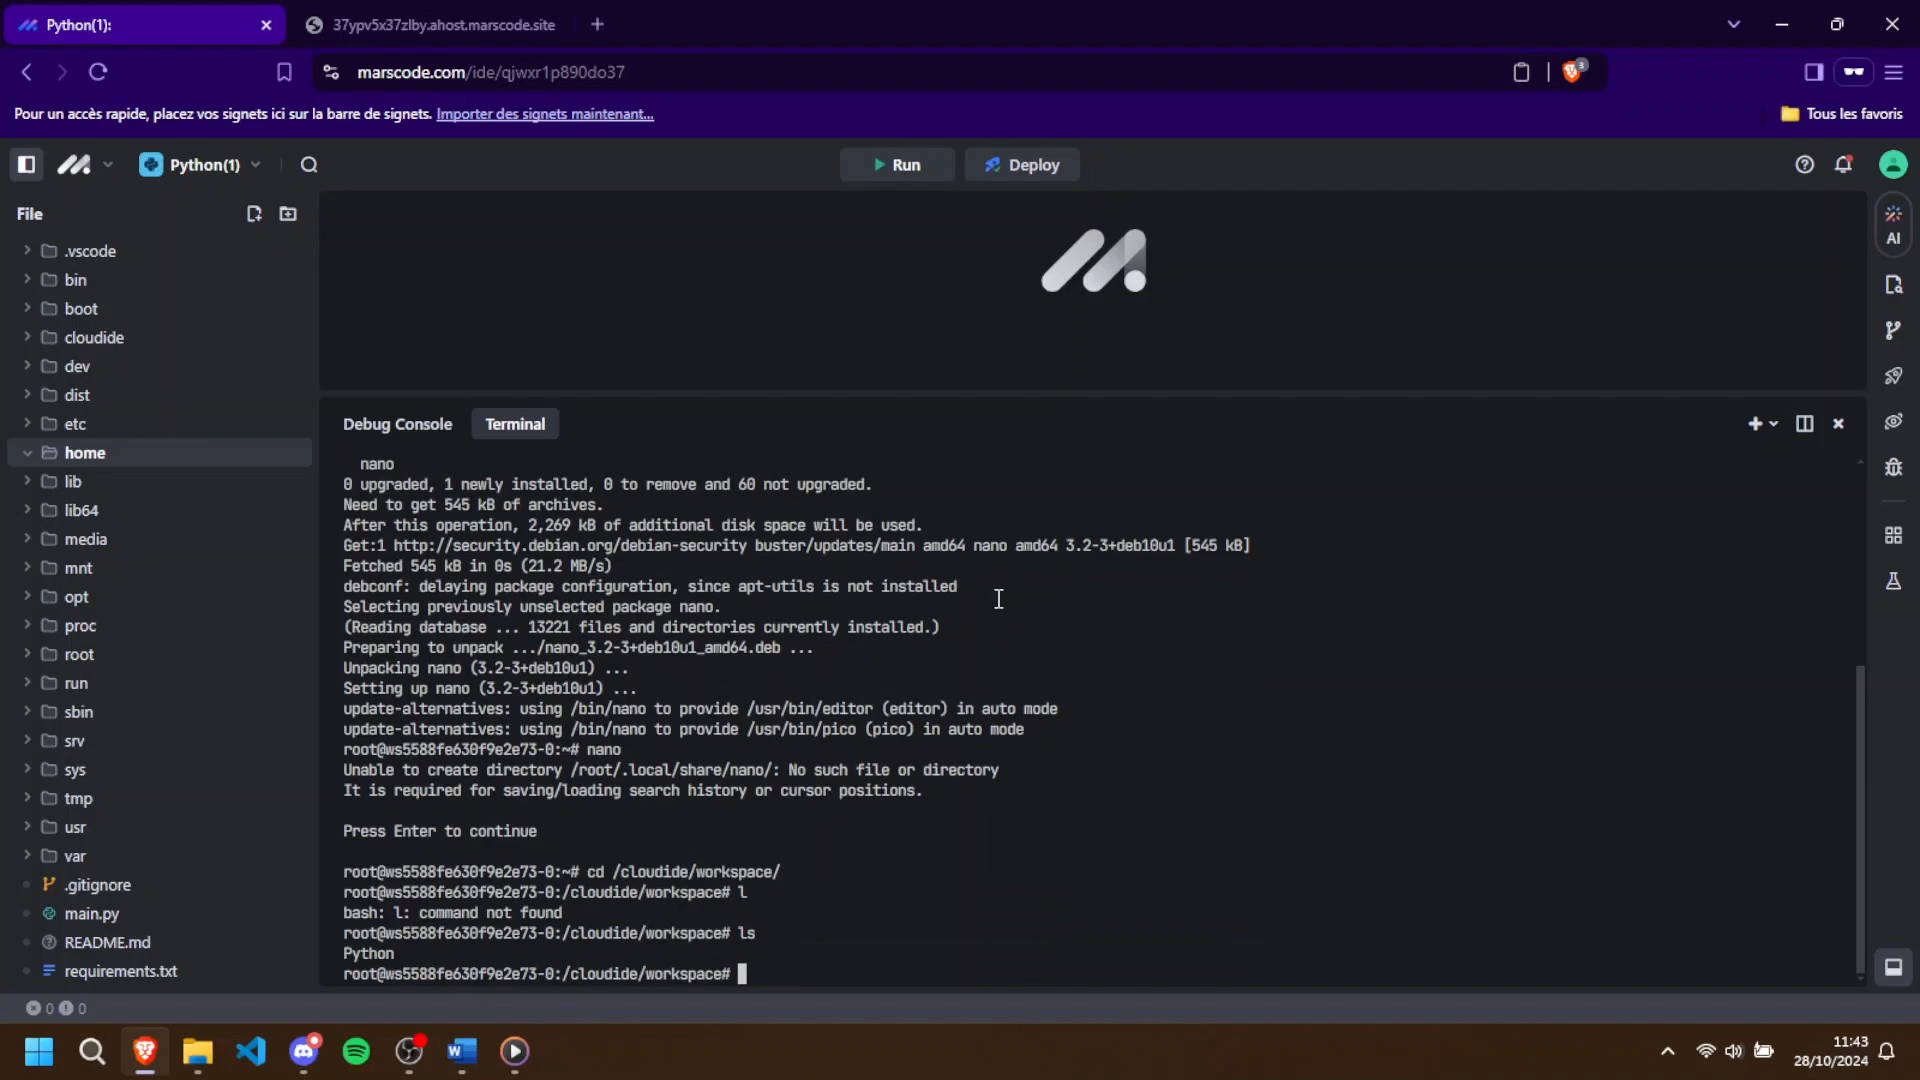 Python(1):
37ypv5x37zlby.ahost.marscode.site
marscode.com/ide/qjwxr1p890do37
3
Pour un accès rapide, placez vos signets ici sur la barre de signets. Importer des signets maintenant...
Tous les favoris
Python(1)
Run
Deploy
File
.vscode
bin
boot
cloudide
dev
dist
etc
home
lib
lib64
media
mnt
opt
proc
root
run
sbin
srv
sys
tmp
usr
var
.gitignore
main.py
README.md
requirements.txt
AI
Debug Console
Terminal
nano
0 upgraded, 1 newly installed, 0 to remove and 60 not upgraded.
Need to get 545 kB of archives.
After this operation, 2,269 kB of additional disk space will be used.
Get:1 http://security.debian.org/debian-security buster/updates/main amd64 nano amd64 3.2-3+deb10u1 [545 kB]
Fetched 545 kB in 0s (21.2 MB/s)
debconf: delaying package configuration, since apt-utils is not installed
Selecting previously unselected package nano.
(Reading database ... 13221 files and directories currently installed.)
Preparing to unpack .../nano_3.2-3+deb10u1_amd64.deb ...
Unpacking nano (3.2-3+deb10u1) ...
Setting up nano (3.2-3+deb10u1) ...
update-alternatives: using /bin/nano to provide /usr/bin/editor (editor) in auto mode
update-alternatives: using /bin/nano to provide /usr/bin/pico (pico) in auto mode
root@ws5588fe630f9e2e73-0:~# nano
Unable to create directory /root/.local/share/nano/: No such file or directory
It is required for saving/loading search history or cursor positions.
Press Enter to continue
root@ws5588fe630f9e2e73-0:~# cd /cloudide/workspace/
root@ws5588fe630f9e2e73-0:/cloudide/workspace# l
bash: l: command not found
root@ws5588fe630f9e2e73-0:/cloudide/workspace# ls
Python
root@ws5588fe630f9e2e73-0:/cloudide/workspace#
0 0
11:43
28/10/2024